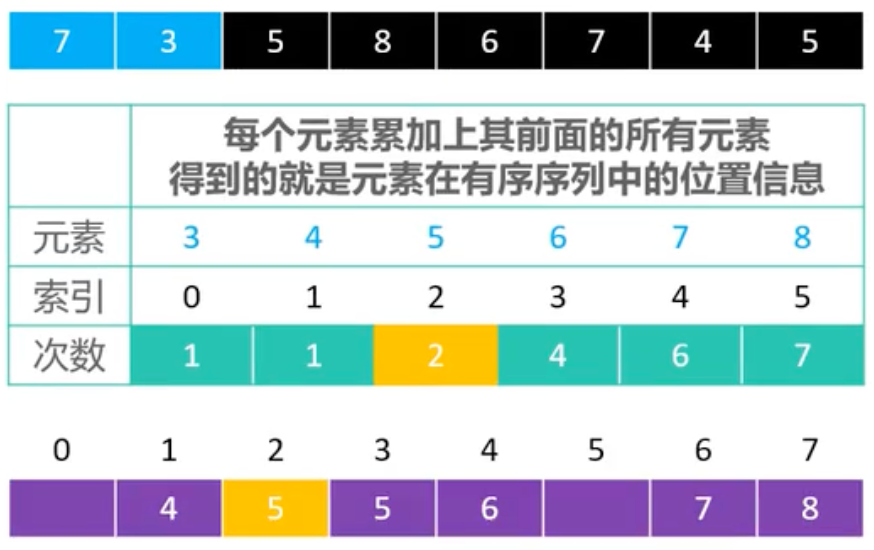 7 3 5 8 6 7 4 5
每个元素累加上其前面的所有元素
得到的就是元素在有序序列中的位置信息
元素 3 4 5 6 7 8
索引 0 1 2 3 4 5
次数 1 1 2 4 6 7
0 1 2 3 4 5 6 7
4 5 5 6 7 8